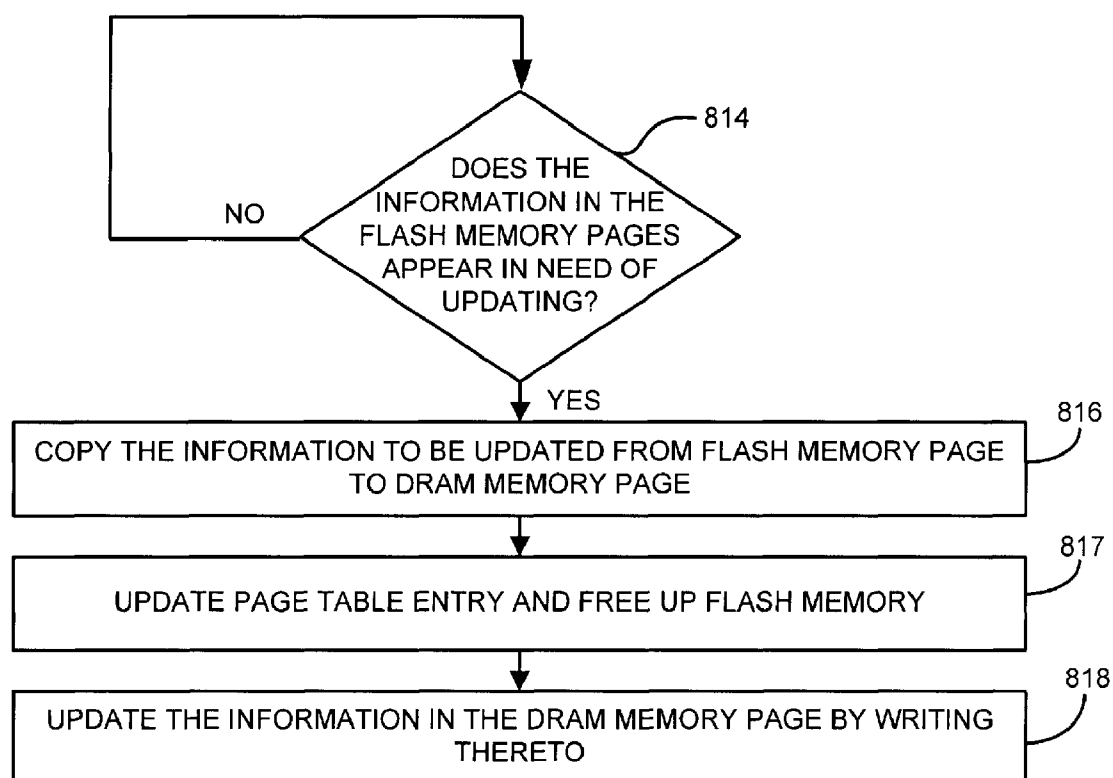 814
DOES THE
INFORMATION IN THE
FLASH MEMORY PAGES
APPEAR IN NEED OF
UPDATING?
NO
YES
816
COPY THE INFORMATION TO BE UPDATED FROM FLASH MEMORY PAGE
TO DRAM MEMORY PAGE
817
UPDATE PAGE TABLE ENTRY AND FREE UP FLASH MEMORY
818
UPDATE THE INFORMATION IN THE DRAM MEMORY PAGE BY WRITING
THERETO